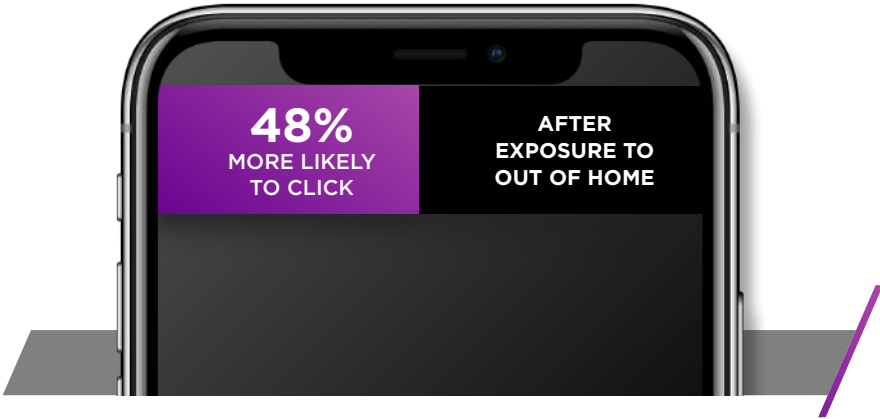 48%
MORE LIKELY
TO CLICK
AFTER
EXPOSURE TO
OUT OF HOME